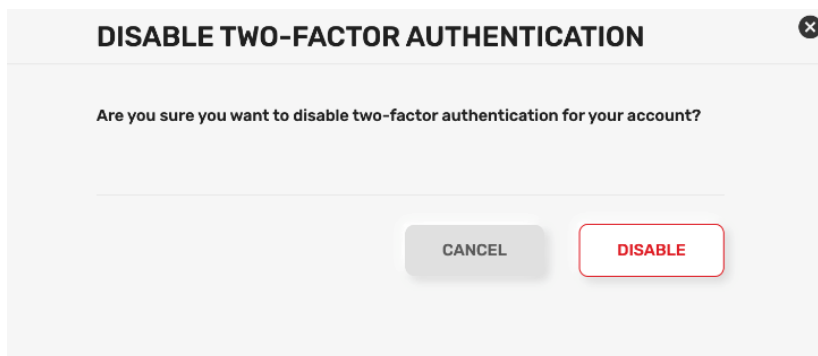 DISABLE TWO-FACTOR AUTHENTICATION
Are you sure you want to disable two-factor authentication for your account?
CANCEL
DISABLE